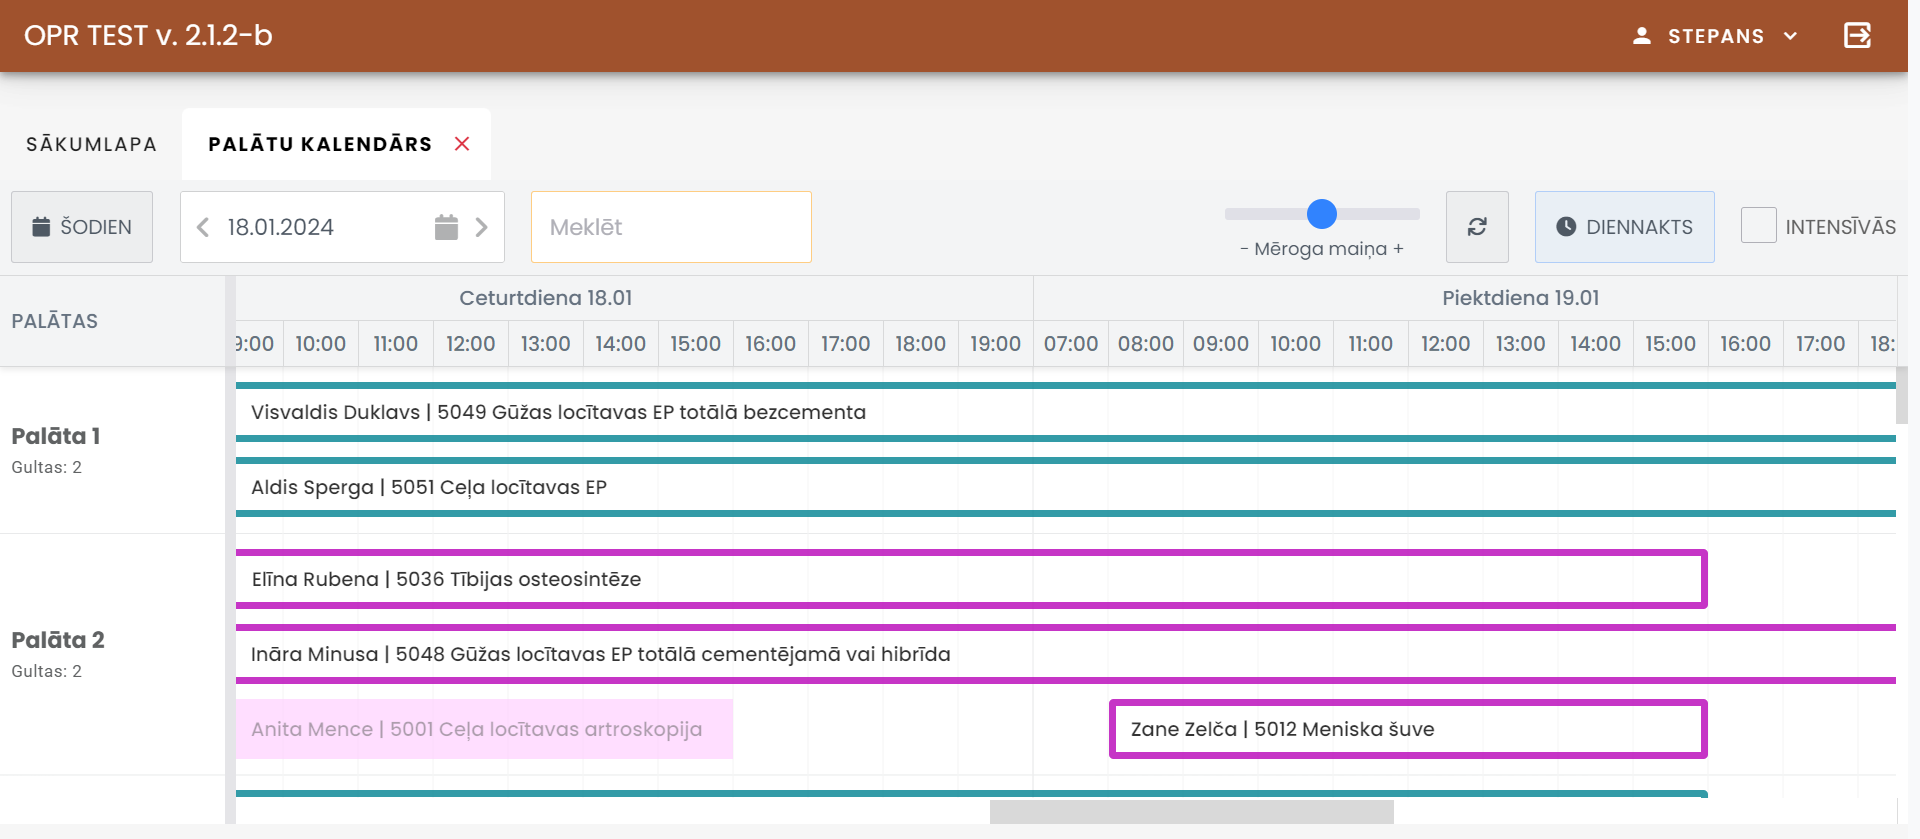 OPR TEST v. 2.1.2-b
STEPANS
SĀKUMLAPA
PALĀTU KALENDĀRS
ŠODIEN
18.01.2024
Meklēt
- Mēroga maiņa +
DIENNAKTS
INTENSĪVĀS
PALĀTAS
Ceturtdiena 18.01
Piektdiena 19.01
9:00 10:00 11:00 12:00 13:00 14:00 15:00 16:00 17:00 18:00 19:00 07:00 08:00 09:00 10:00 11:00 12:00 13:00 14:00 15:00 16:00 17:00 18:
Palāta 1
Gultas: 2
Visvaldis Duklavs | 5049 Gūžas locītavas EP totālā bezcementa
Aldis Sperga | 5051 Ceļa locītavas EP
Palāta 2
Gultas: 2
Elīna Rubena | 5036 Tībijas osteosintēze
Ināra Minusa | 5048 Gūžas locītavas EP totālā cementējamā vai hibrīda
Anita Mence | 5001 Ceļa locītavas artroskopija
Zane Zelča | 5012 Meniska šuve